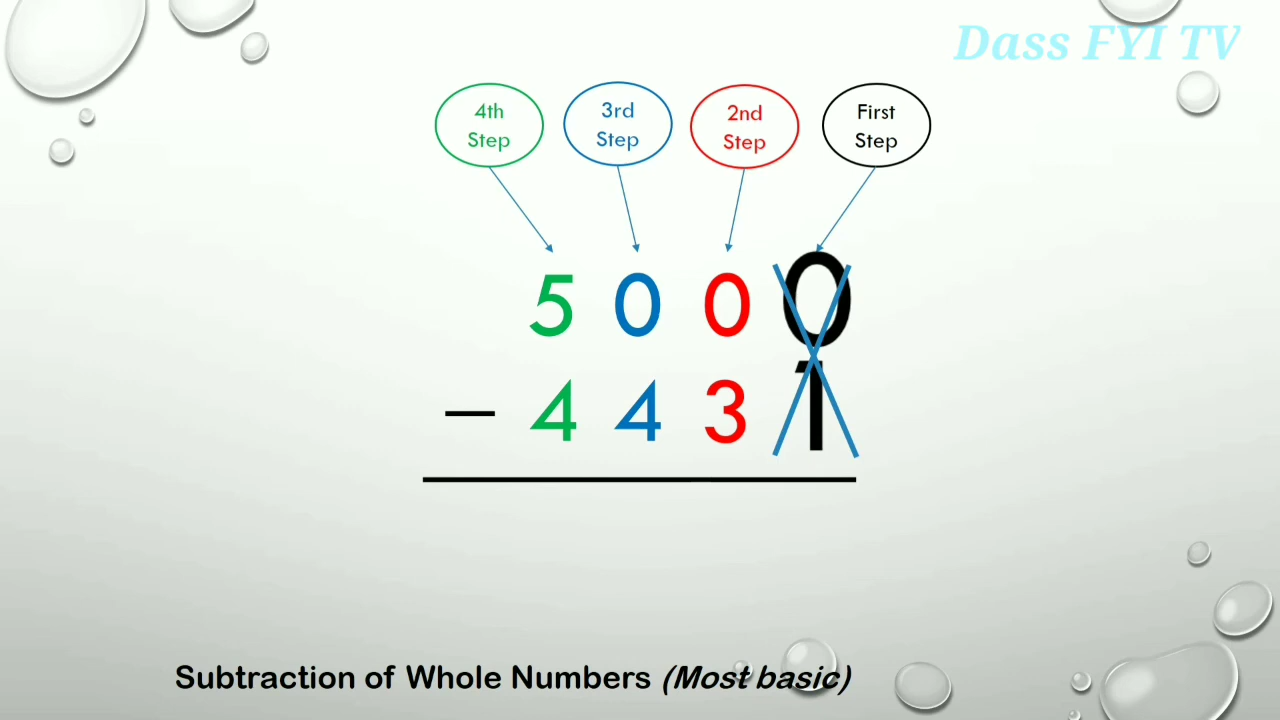 Dass FYI TV
4th Step
3rd Step
2nd Step
First Step
5 0 0 0
− 4 4 3 1
Subtraction of Whole Numbers (Most basic)